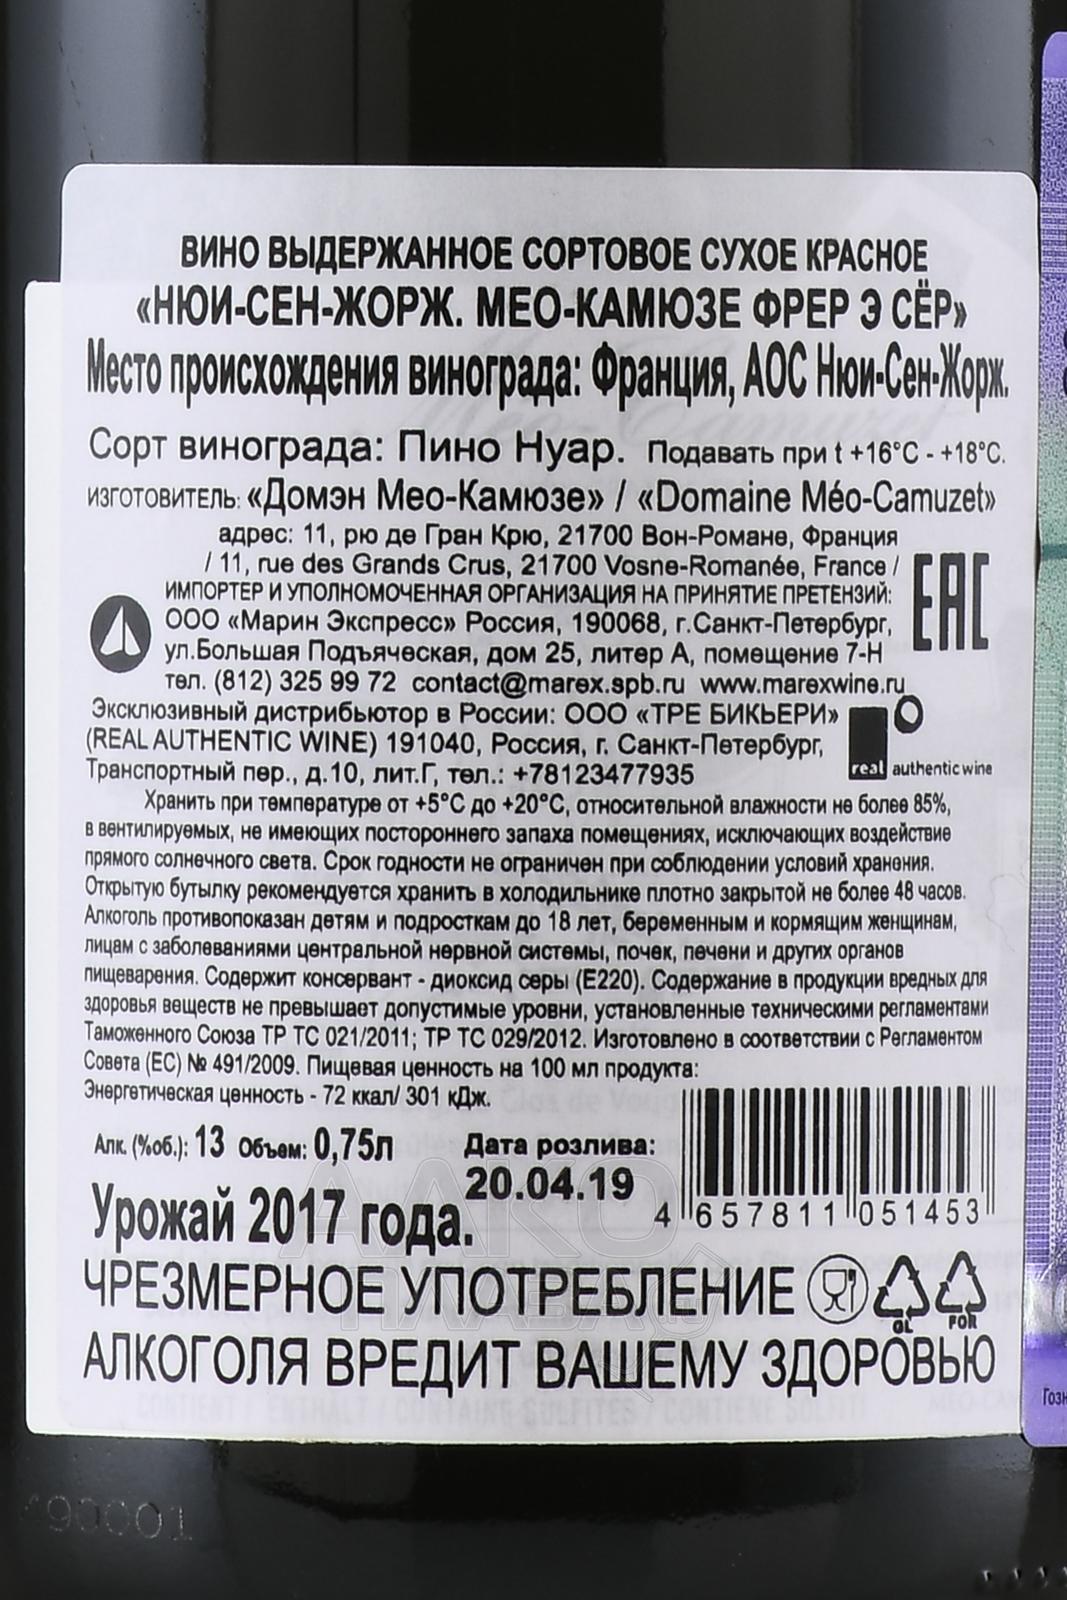 ВИНО ВЫДЕРЖАННОЕ СОРТОВОЕ СУХОЕ КРАСНОЕ
«НЮИ-СЕН-ЖОРЖ. МЕО-КАМЮЗЕ ФРЕР Э СЁР»
Место происхождения винограда: Франция, АОС Нюи-Сен-Жорж.
Сорт винограда: Пино Нуар. Подавать при t +16°C - +18°C.
ИЗГОТОВИТЕЛЬ: «Домэн Мео-Камюзе» / «Domaine Méo-Camuzet»
адрес: 11, рю де Гран Крю, 21700 Вон-Романе, Франция
/ 11, rue des Grands Crus, 21700 Vosne-Romanée, France /
EAC
ИМПОРТЕР И УПОЛНОМОЧЕННАЯ ОРГАНИЗАЦИЯ НА ПРИНЯТИЕ ПРЕТЕНЗИЙ:
ООО «Марин Экспресс» Россия, 190068, г.Санкт-Петербург,
ул.Большая Подъяческая, дом 25, литер А, помещение 7-Н
тел. (812) 325 99 72 contact@marex.spb.ru www.marexwine.ru
Эксклюзивный дистрибьютор в России: ООО «ТРЕ БИКЬЕРИ»
(REAL AUTHENTIC WINE) 191040, Россия, г. Санкт-Петербург,
Транспортный пер., д.10, лит.Г, тел.: +78123477935
real authentic wine
Хранить при температуре от +5°C до +20°C, относительной влажности не более 85%,
в вентилируемых, не имеющих постороннего запаха помещениях, исключающих воздействие
прямого солнечного света. Срок годности не ограничен при соблюдении условий хранения.
Открытую бутылку рекомендуется хранить в холодильнике плотно закрытой не более 48 часов.
Алкоголь противопоказан детям и подросткам до 18 лет, беременным и кормящим женщинам,
лицам с заболеваниями центральной нервной системы, почек, печени и других органов
пищеварения. Содержит консервант - диоксид серы (Е220). Содержание в продукции вредных для
здоровья веществ не превышает допустимые уровни, установленные техническими регламентами
Таможенного Союза ТР ТС 021/2011; ТР ТС 029/2012. Изготовлено в соответствии с Регламентом
Совета (ЕС) № 491/2009. Пищевая ценность на 100 мл продукта:
Энергетическая ценность - 72 ккал/ 301 кДж.
Алк. (%об.): 13 Объем: 0,75л
Дата розлива:
20.04.19
4 657811 051453
Урожай 2017 года.
ЧРЕЗМЕРНОЕ УПОТРЕБЛЕНИЕ
GL FOR
АЛКОГОЛЯ ВРЕДИТ ВАШЕМУ ЗДОРОВЬЮ
CONTIENT / ENTHÄLT / CONTAINS SULFITES / CONTIENE SOLFITI